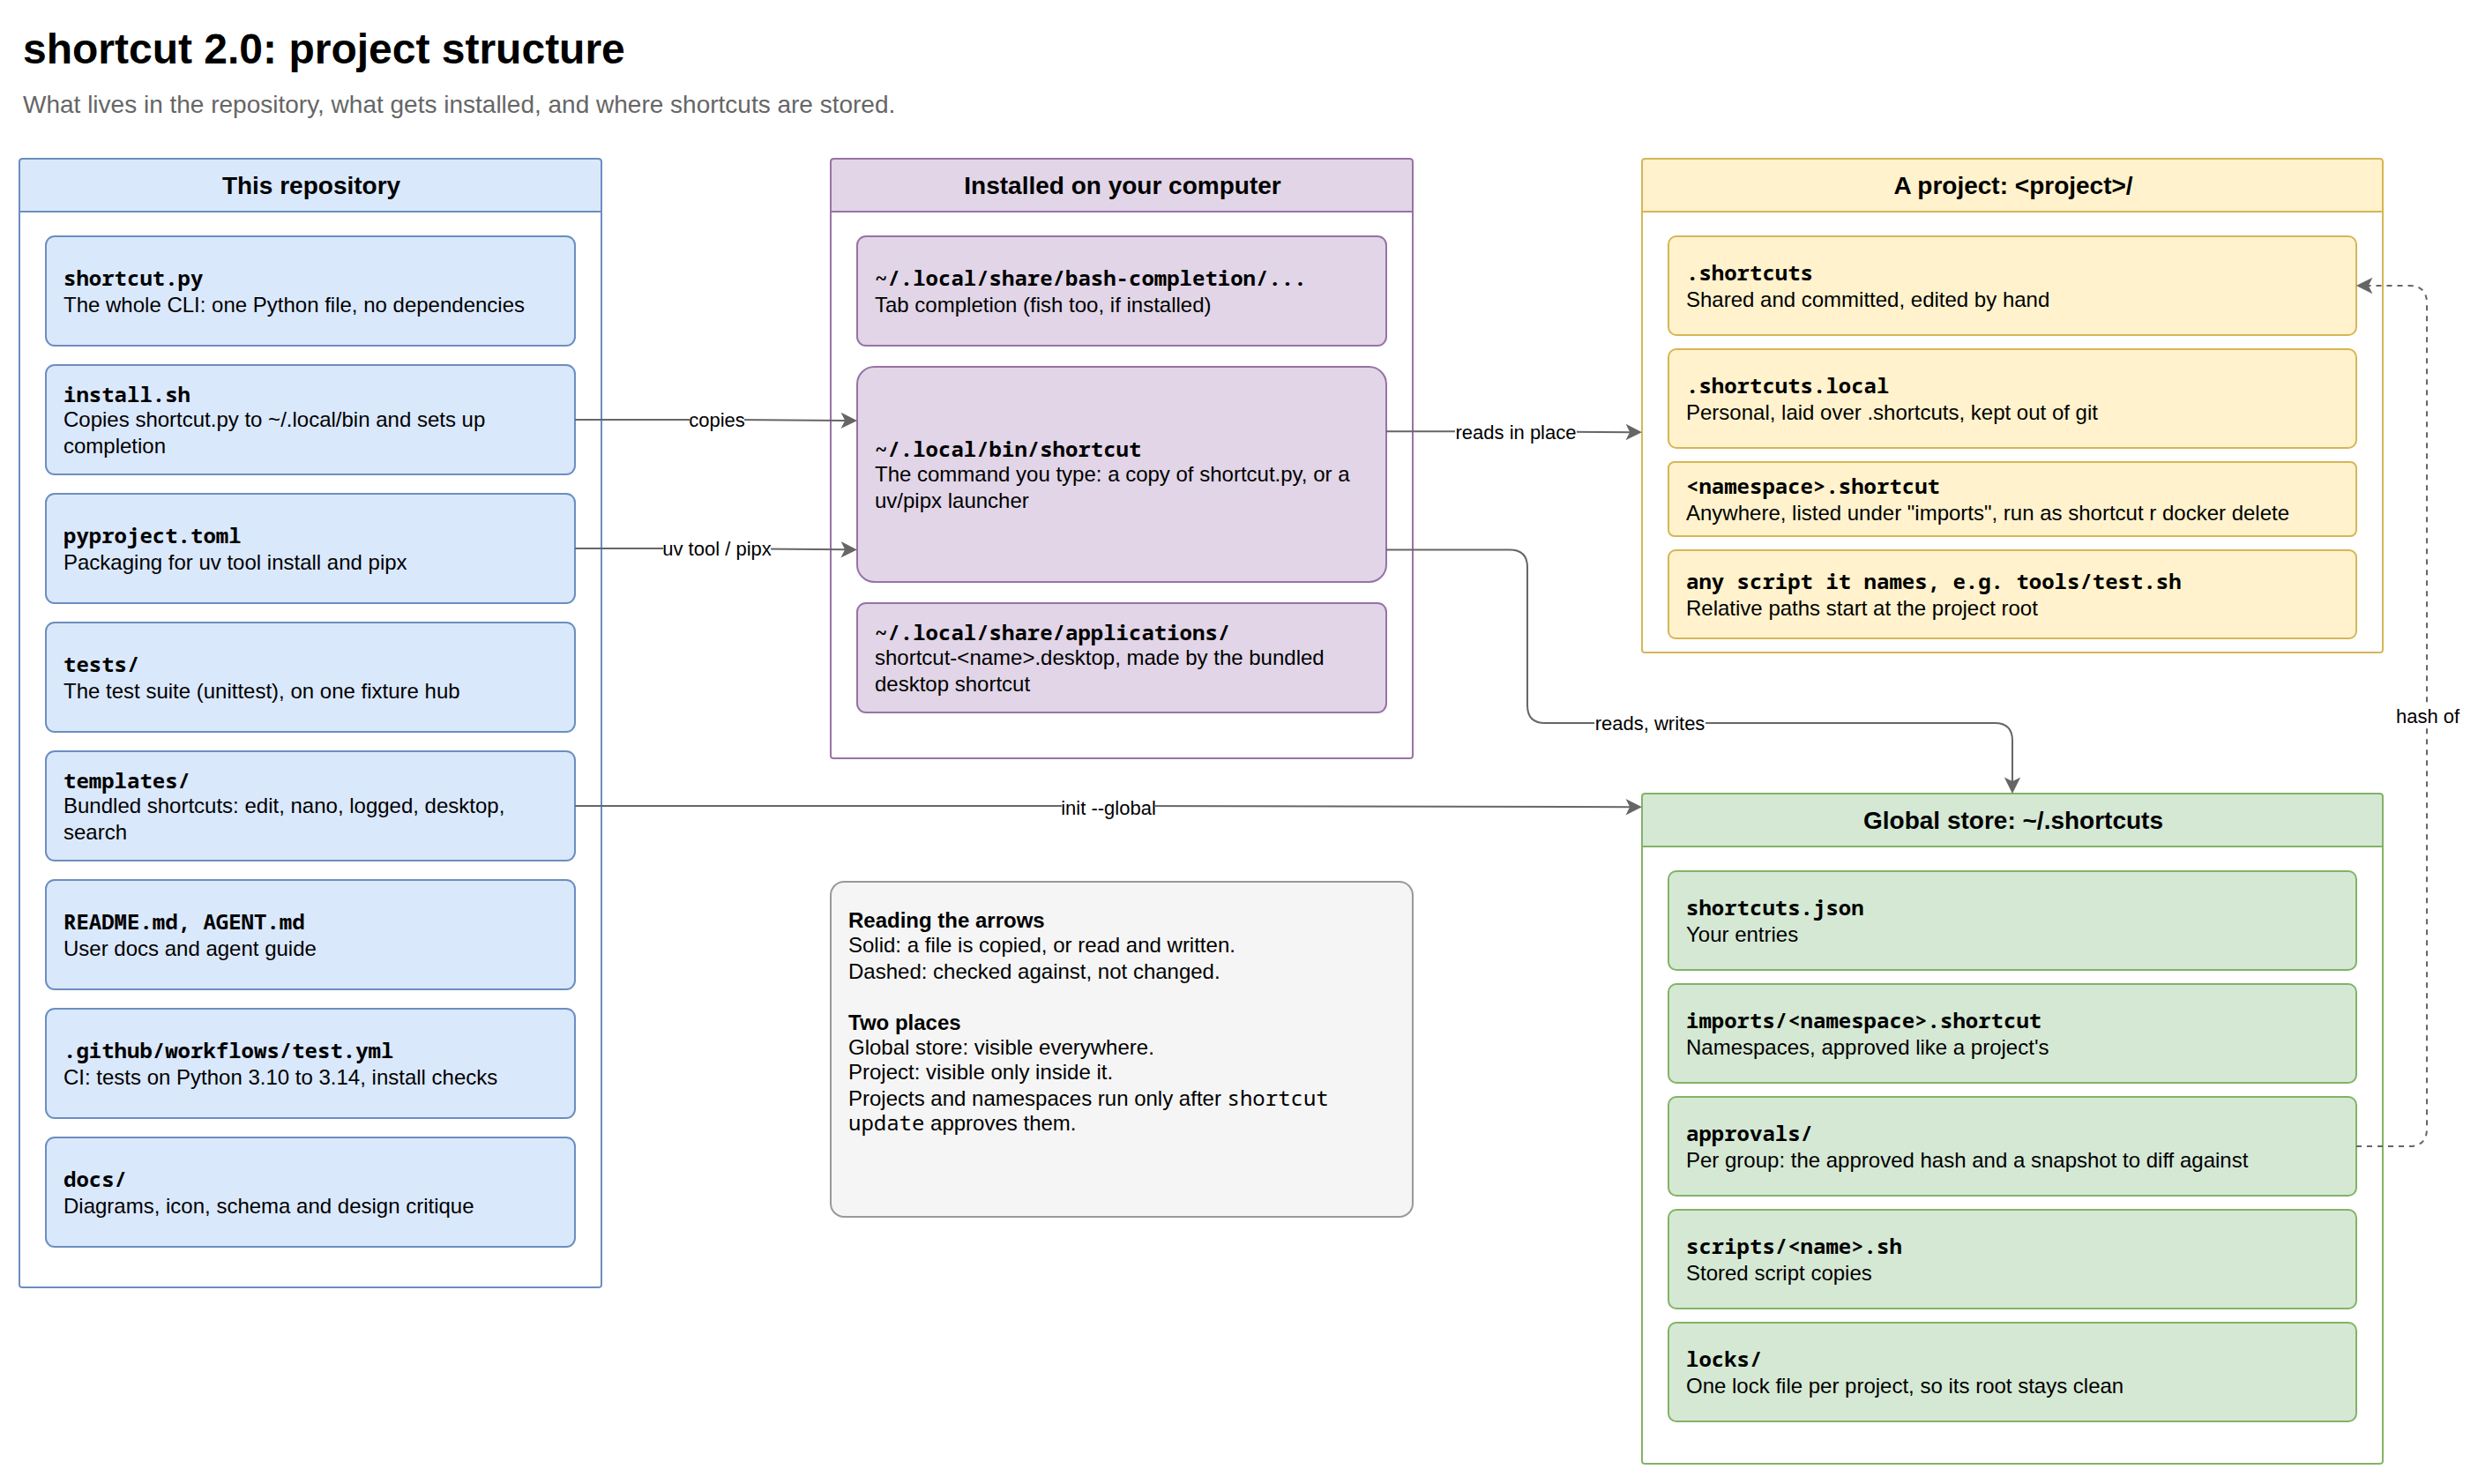 shortcut 2.0: project structure
What lives in the repository, what gets installed, and where shortcuts are stored.
This repository
shortcut.py
The whole CLI: one Python file, no dependencies
install.sh
Copies shortcut.py to ~/.local/bin and sets up
completion
pyproject.toml
Packaging for uv tool install and pipx
tests/
The test suite (unittest), on one fixture hub
templates/
Bundled shortcuts: edit, nano, logged, desktop,
search
README.md, AGENT.md
User docs and agent guide
.github/workflows/test.yml
CI: tests on Python 3.10 to 3.14, install checks
docs/
Diagrams, icon, schema and design critique
copies
uv tool / pipx
init --global
Installed on your computer
~/.local/share/bash-completion/...
Tab completion (fish too, if installed)
~/.local/bin/shortcut
The command you type: a copy of shortcut.py, or a
uv/pipx launcher
~/.local/share/applications/
shortcut-<name>.desktop, made by the bundled
desktop shortcut
Reading the arrows
Solid: a file is copied, or read and written.
Dashed: checked against, not changed.
Two places
Global store: visible everywhere.
Project: visible only inside it.
Projects and namespaces run only after shortcut
update approves them.
reads in place
reads, writes
A project: <project>/
.shortcuts
Shared and committed, edited by hand
.shortcuts.local
Personal, laid over .shortcuts, kept out of git
<namespace>.shortcut
Anywhere, listed under "imports", run as shortcut r docker delete
any script it names, e.g. tools/test.sh
Relative paths start at the project root
hash of
Global store: ~/.shortcuts
shortcuts.json
Your entries
imports/<namespace>.shortcut
Namespaces, approved like a project's
approvals/
Per group: the approved hash and a snapshot to diff against
scripts/<name>.sh
Stored script copies
locks/
One lock file per project, so its root stays clean